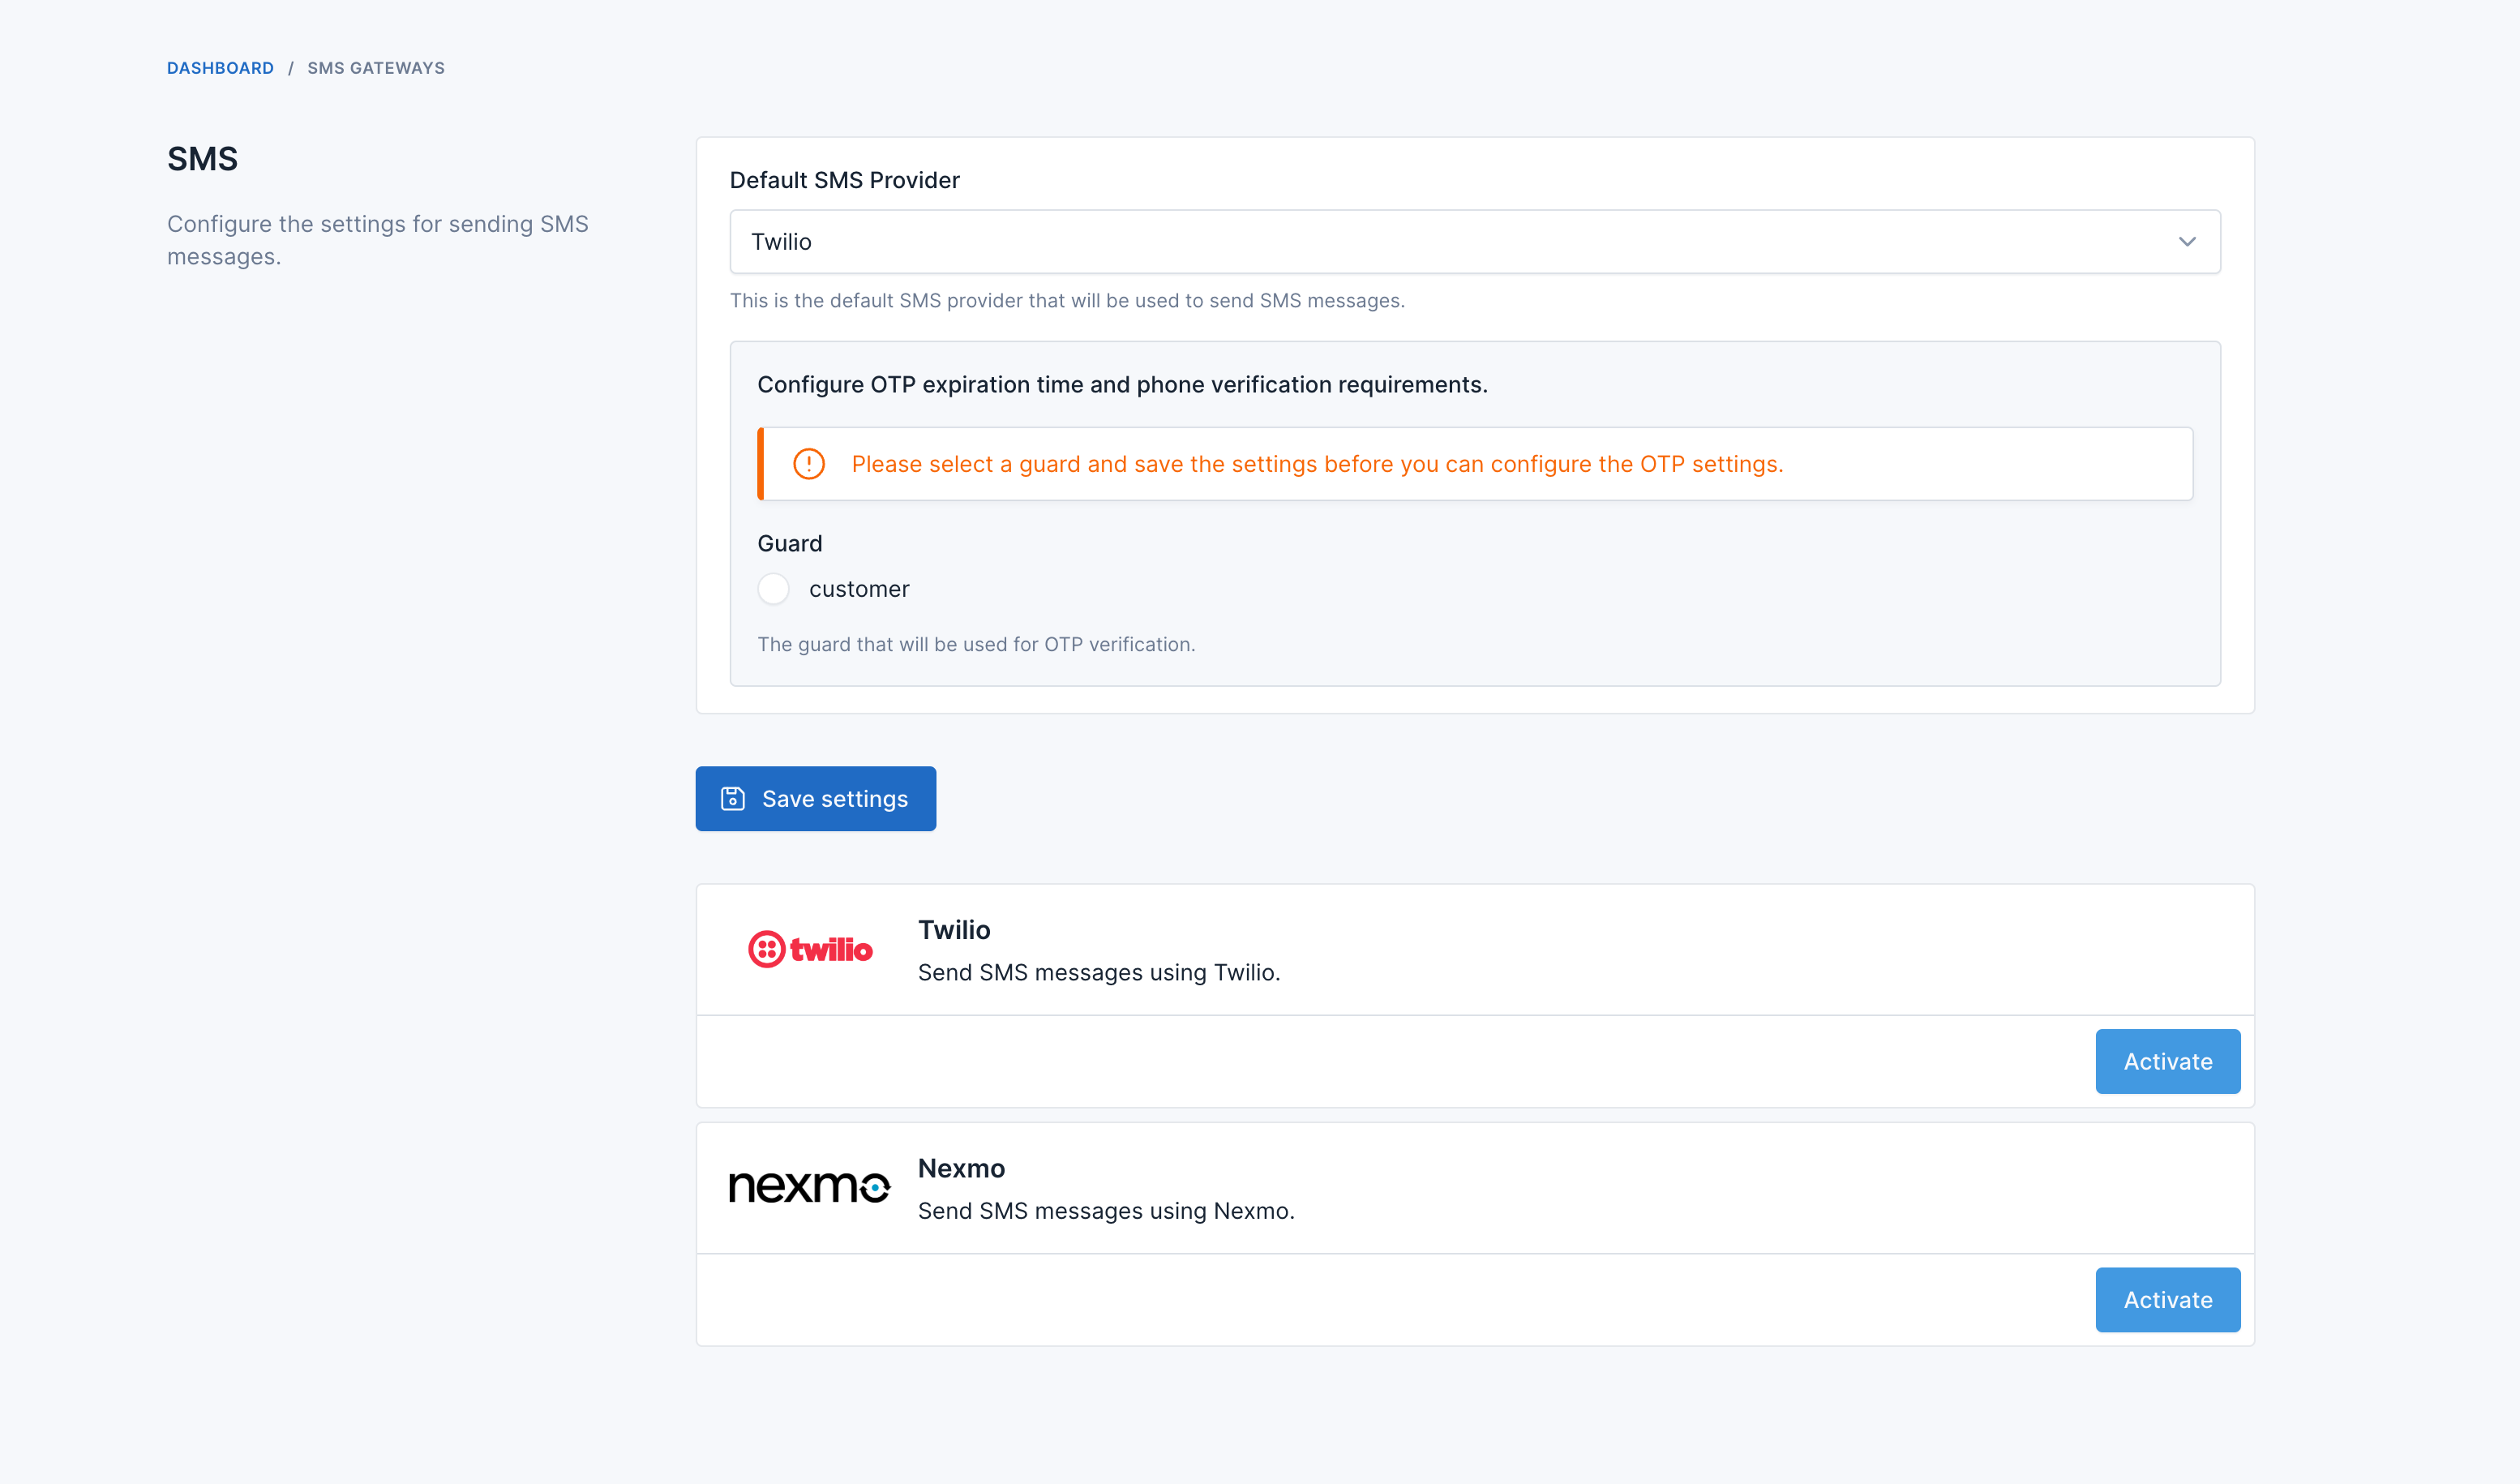 DASHBOARD / SMS GATEWAYS
SMS
Configure the settings for sending SMS
messages.
Default SMS Provider
Twilio
This is the default SMS provider that will be used to send SMS messages.
Configure OTP expiration time and phone verification requirements.
Please select a guard and save the settings before you can configure the OTP settings.
Guard
customer
The guard that will be used for OTP verification.
Save settings
twilio
Twilio
Send SMS messages using Twilio.
Activate
nexmo
Nexmo
Send SMS messages using Nexmo.
Activate